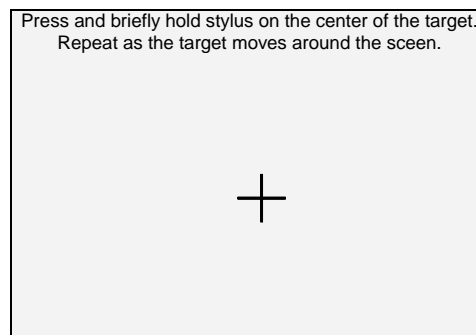 Press and briefly hold stylus on the center of the target.
Repeat as the target moves around the sceen.